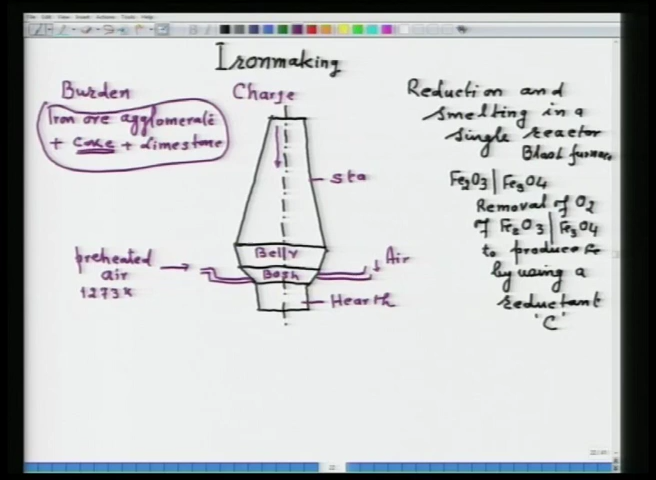 Ironmaking
Burden
Iron ore agglomerate
+ coke + Limestone
Charge
Sta
Belly
Bosh
Hearth
preheated
air
1273 K
Air
Reduction and
smelting in a
single reactor
Blast furnace
Fe2O3 | Fe3O4
Removal of O2
of Fe2O3 | Fe3O4
to produce Fe
by using a
reductant
"C"